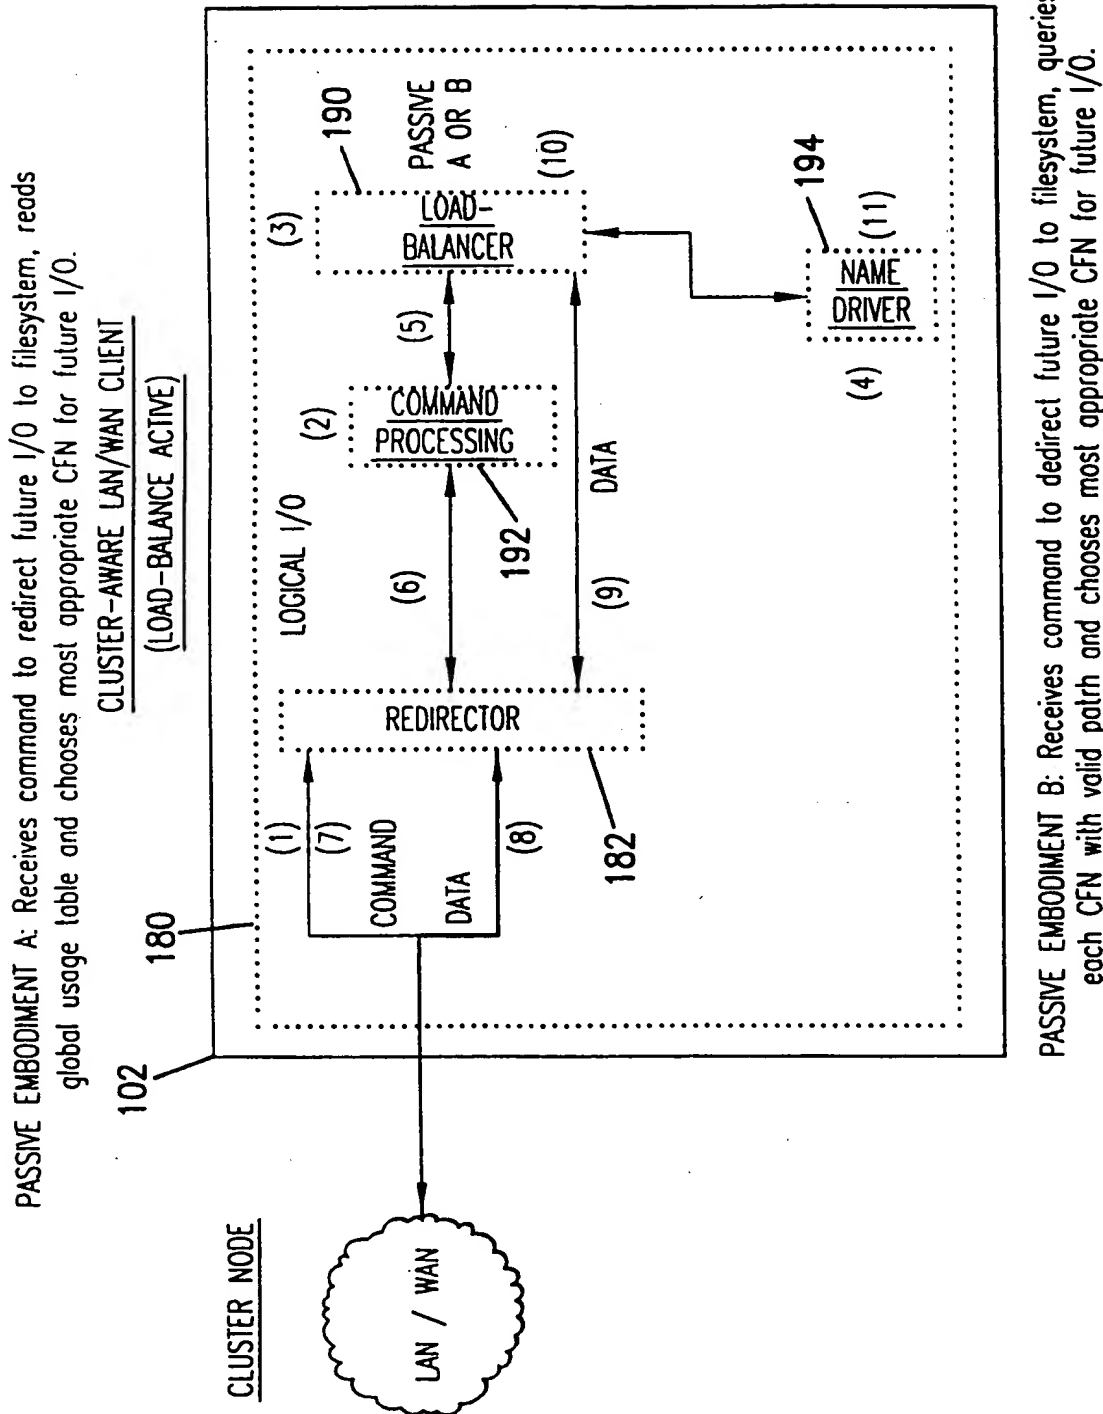 PASSIVE EMBODIMENT A: Receives command to redirect future I/O to filesystem, reads
global usage table and chooses most appropriate CFN for future I/O.
CLUSTER-AWARE LAN/WAN CLIENT
(LOAD-BALANCE ACTIVE)
102
180
CLUSTER NODE
LAN / WAN
(1)
(7)
COMMAND
DATA
(8)
REDIRECTOR
182
LOGICAL I/O
(6)
(2)
COMMAND
PROCESSING
192
(5)
(9)
DATA
(3)
LOAD-
BALANCER
190
PASSIVE
A OR B
(10)
(4)
NAME
DRIVER
(11)
194
PASSIVE EMBODIMENT B: Receives command to dedirect future I/O to filesystem, queries
each CFN with valid patrh and chooses most appropriate CFN for future I/O.